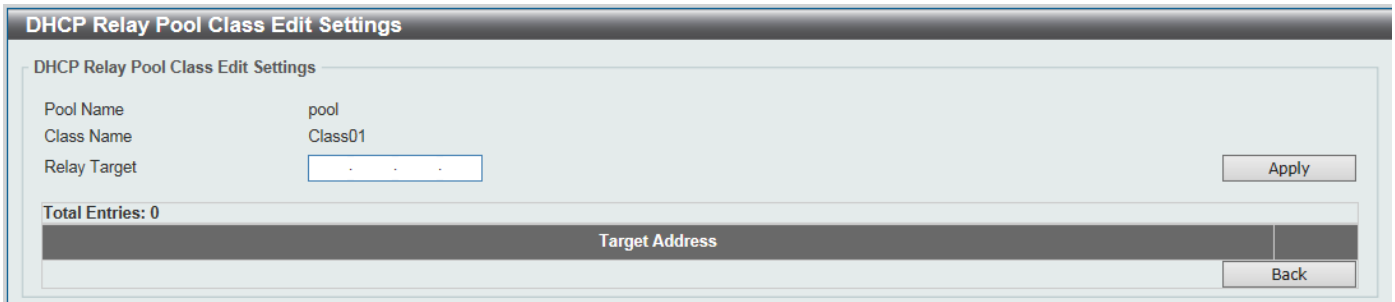 DHCP Relay Pool Class Edit Settings
DHCP Relay Pool Class Edit Settings
Pool Name pool
Class Name Class01
Relay Target . . . Apply
Total Entries: 0
Target Address
Back